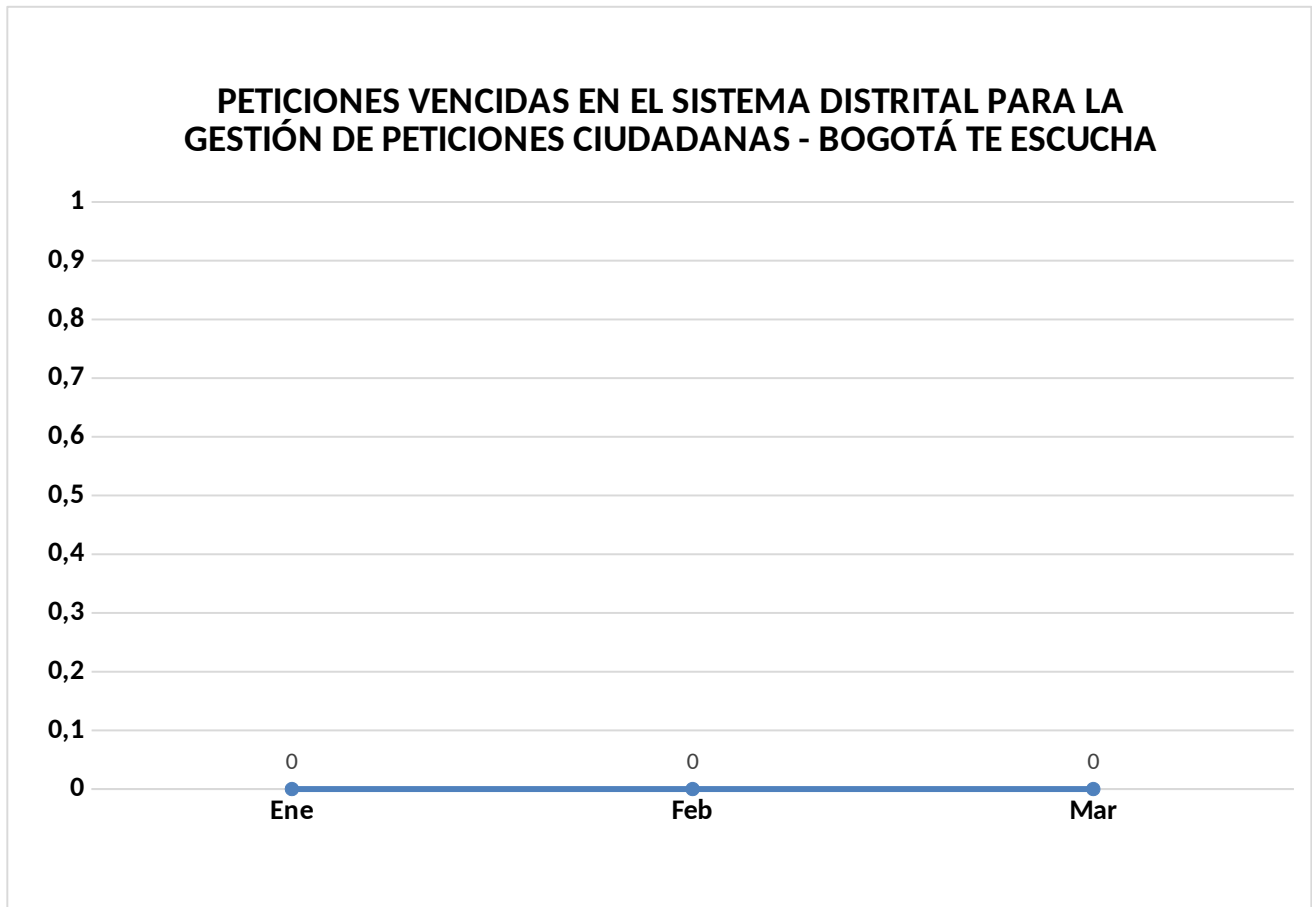 PETICIONES VENCIDAS EN EL SISTEMA DISTRITAL PARA LA
GESTIÓN DE PETICIONES CIUDADANAS - BOGOTÁ TE ESCUCHA
1
0,9
0,8
0,7
0,6
0,5
0,4
0,3
0,2
0,1
0
0 0 0
Ene Feb Mar